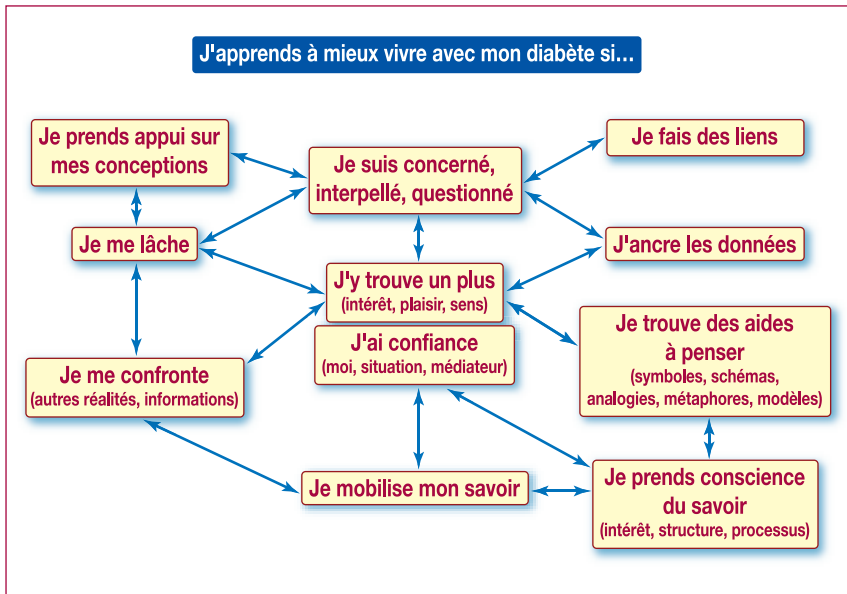 J'apprends à mieux vivre avec mon diabète si...
Je prends appui sur
mes conceptions
Je suis concerné,
interpellé, questionné
Je fais des liens
Je me lâche
J'ancre les données
J'y trouve un plus
(intérêt, plaisir, sens)
J'ai confiance
(moi, situation, médiateur)
Je trouve des aides
à penser
(symboles, schémas,
analogies, métaphores, modèles)
Je me confronte
(autres réalités, informations)
Je mobilise mon savoir
Je prends conscience
du savoir
(intérêt, structure, processus)